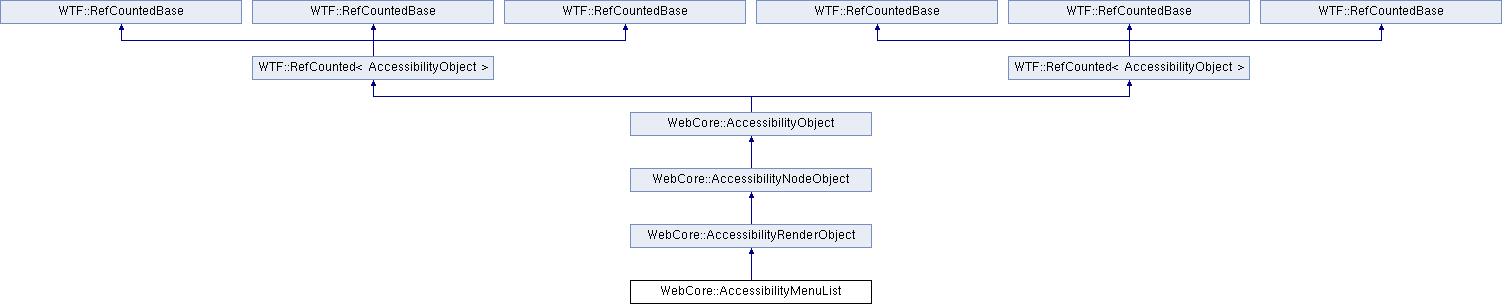 WTF::RefCountedBase
WTF::RefCountedBase
WTF::RefCountedBase
WTF::RefCountedBase
WTF::RefCountedBase
WTF::RefCountedBase
WTF::RefCounted< AccessibilityObject >
WTF::RefCounted< AccessibilityObject >
WebCore::AccessibilityObject
WebCore::AccessibilityNodeObject
WebCore::AccessibilityRenderObject
WebCore::AccessibilityMenuList